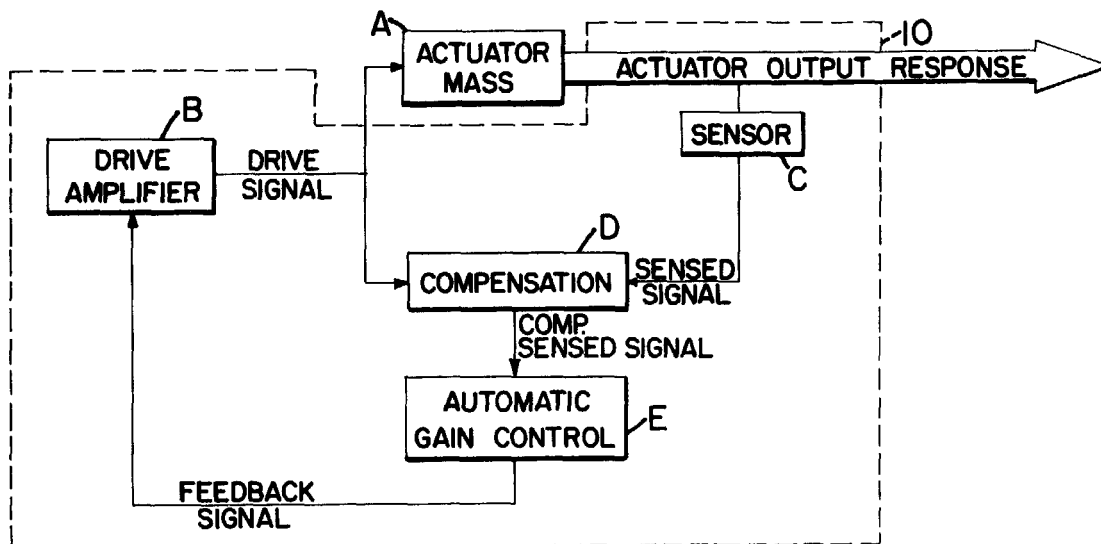 A
ACTUATOR
MASS
10
ACTUATOR OUTPUT RESPONSE
B
DRIVE
AMPLIFIER
DRIVE
SIGNAL
SENSOR
C
D
COMPENSATION
SENSED
SIGNAL
COMP.
SENSED SIGNAL
AUTOMATIC
GAIN CONTROL
E
FEEDBACK
SIGNAL